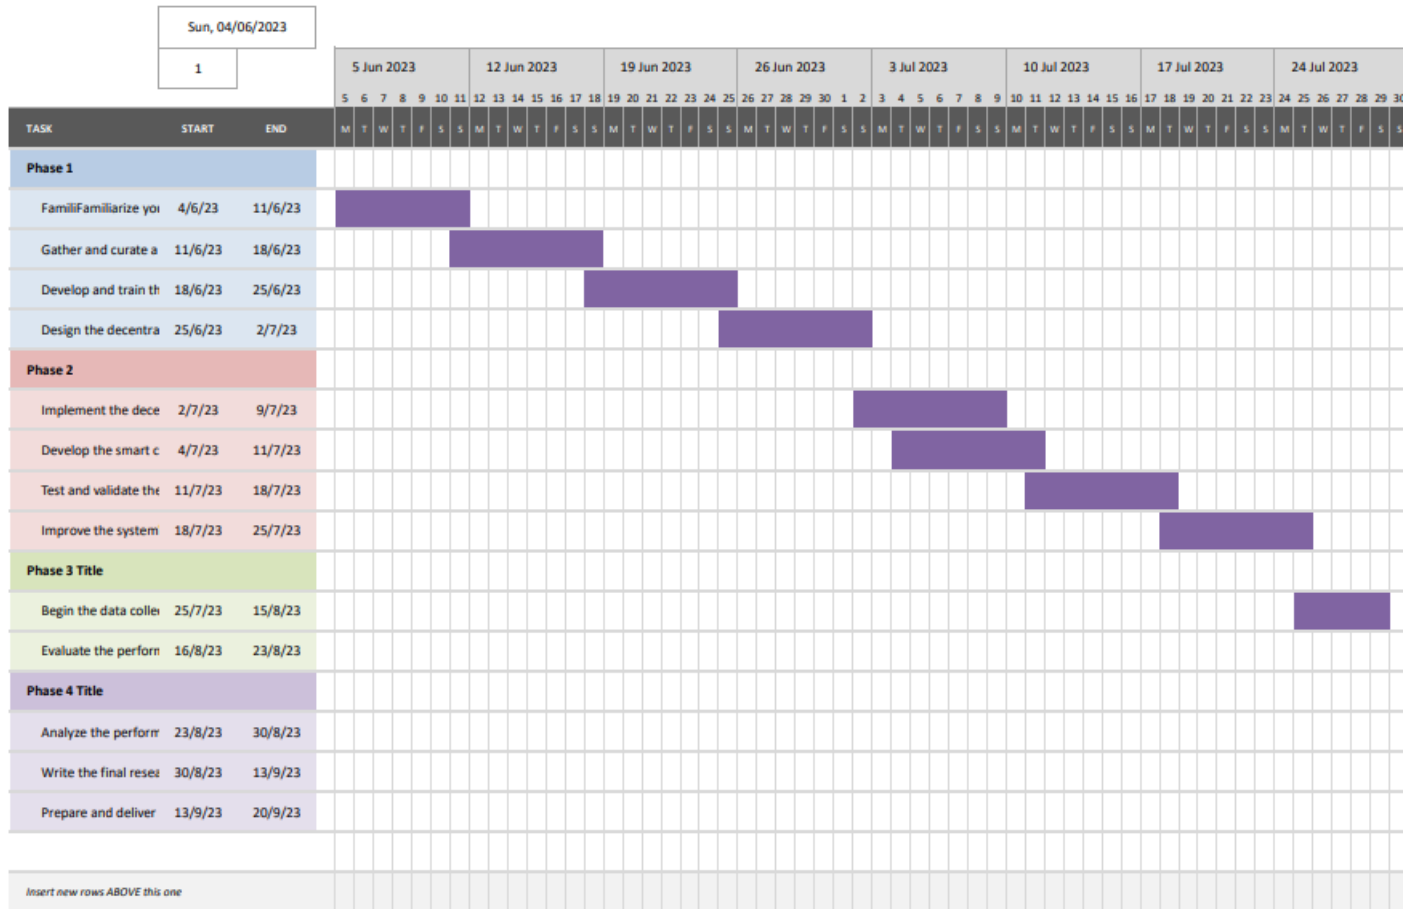 Sun, 04/06/2023
1
5 Jun 2023 12 Jun 2023 19 Jun 2023 26 Jun 2023 3 Jul 2023 10 Jul 2023 17 Jul 2023 24 Jul 2023
5 6 7 8 9 10 11 12 13 14 15 16 17 18 19 20 21 22 23 24 25 26 27 28 29 30 1 2 3 4 5 6 7 8 9 10 11 12 13 14 15 16 17 18 19 20 21 22 23 24 25 26 27 28 29 30
TASK START END M T W T F S S M T W T F S S M T W T F S S M T W T F S S M T W T F S S M T W T F S S M T W T F S S M T W T F S S
Phase 1
FamiliFamiliarize you 4/6/23 11/6/23
Gather and curate a 11/6/23 18/6/23
Develop and train th 18/6/23 25/6/23
Design the decentra 25/6/23 2/7/23
Phase 2
Implement the dece 2/7/23 9/7/23
Develop the smart c 4/7/23 11/7/23
Test and validate the 11/7/23 18/7/23
Improve the system 18/7/23 25/7/23
Phase 3 Title
Begin the data collec 25/7/23 15/8/23
Evaluate the perform 16/8/23 23/8/23
Phase 4 Title
Analyze the perform 23/8/23 30/8/23
Write the final resea 30/8/23 13/9/23
Prepare and deliver 13/9/23 20/9/23
Insert new rows ABOVE this one